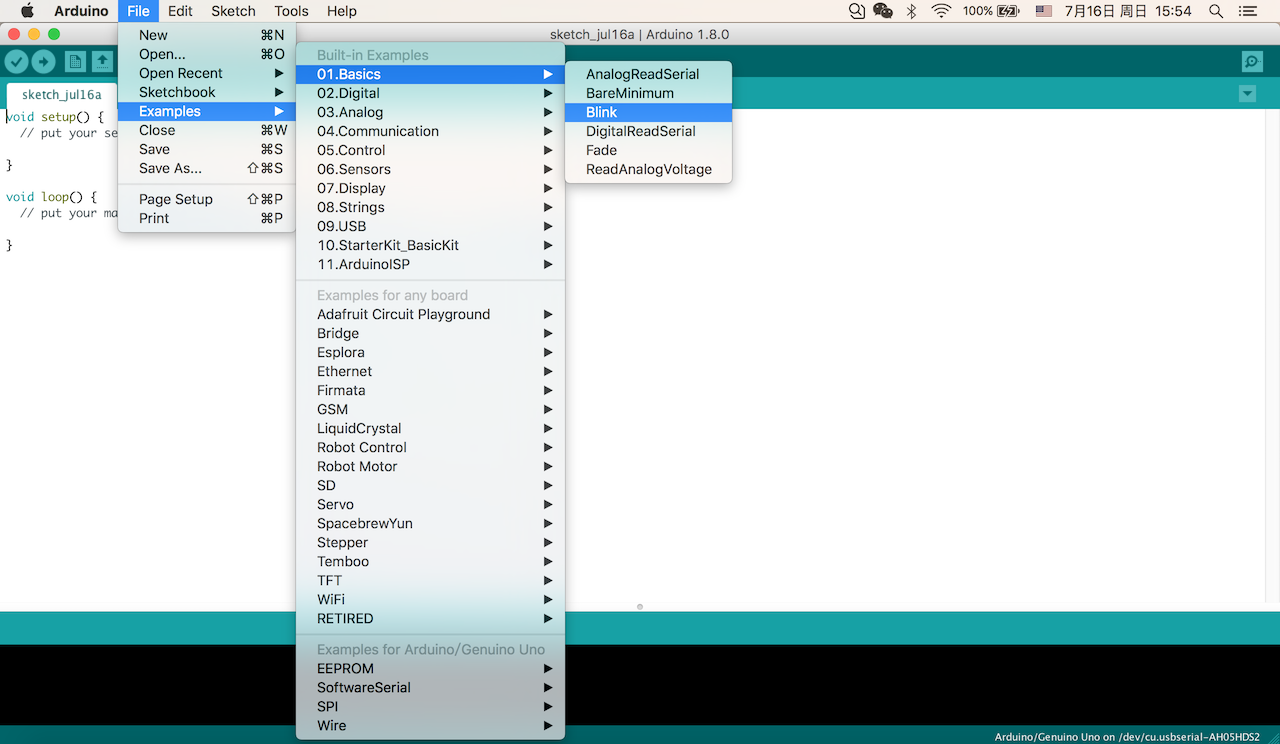 Arduino File Edit Sketch Tools Help 100% 7月16日 周日 15:54
sketch_jul16a | Arduino 1.8.0
New ⌘N
Open... ⌘O
Open Recent
Sketchbook
Examples
Close ⌘W
Save ⌘S
Save As... ⇧⌘S
Page Setup ⇧⌘P
Print ⌘P
Built-in Examples
01.Basics
02.Digital
03.Analog
04.Communication
05.Control
06.Sensors
07.Display
08.Strings
09.USB
10.StarterKit_BasicKit
11.ArduinoISP
Examples for any board
Adafruit Circuit Playground
Bridge
Esplora
Ethernet
Firmata
GSM
LiquidCrystal
Robot Control
Robot Motor
SD
Servo
SpacebrewYun
Stepper
Temboo
TFT
WiFi
RETIRED
Examples for Arduino/Genuino Uno
EEPROM
SoftwareSerial
SPI
Wire
AnalogReadSerial
BareMinimum
Blink
DigitalReadSerial
Fade
ReadAnalogVoltage
sketch_jul16a
void setup() {
// put your se
}
void loop() {
// put your ma
}
Arduino/Genuino Uno on /dev/cu.usbserial-AH05HDS2